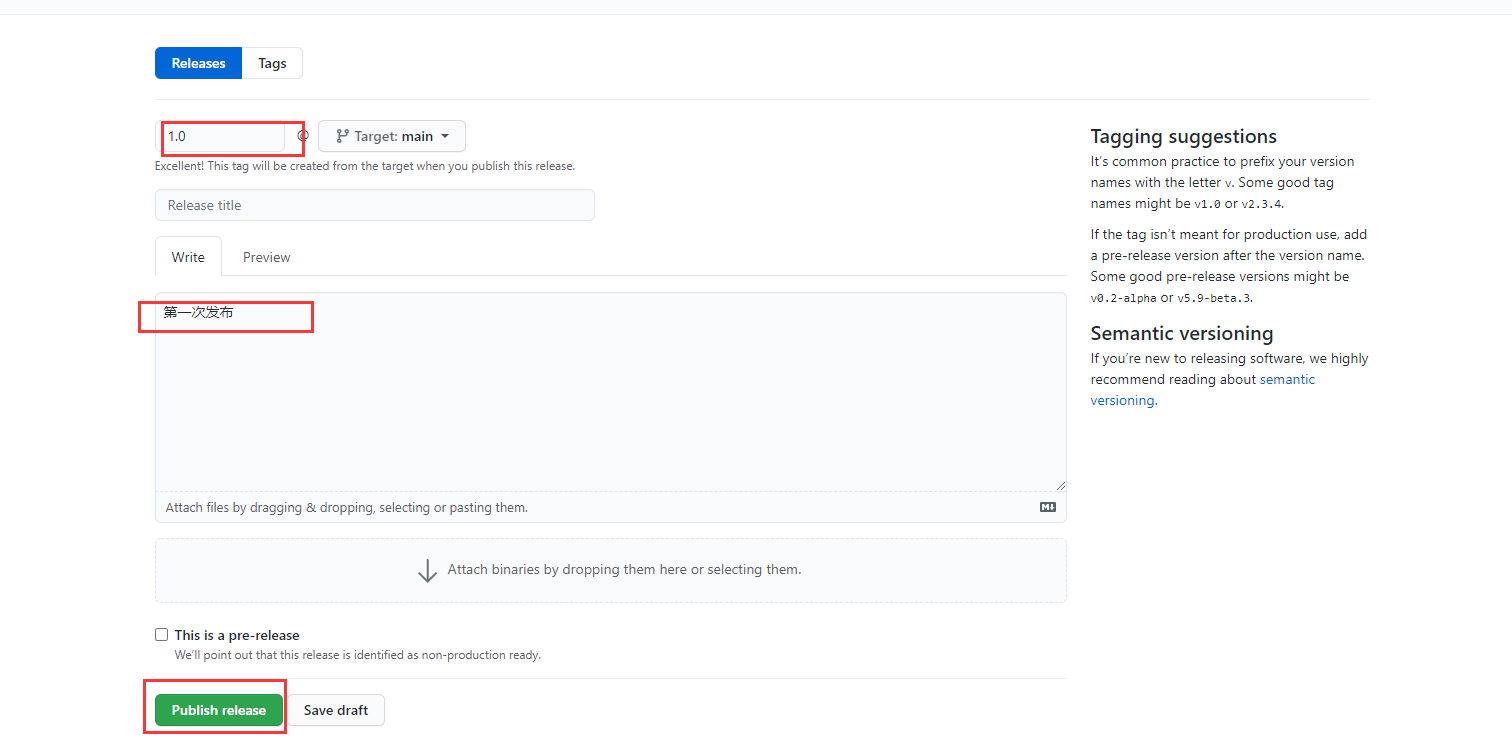 Releases Tags
1.0 @ Target: main
Excellent! This tag will be created from the target when you publish this release.
Release title
Write Preview
第一次发布
Attach files by dragging & dropping, selecting or pasting them.
Attach binaries by dropping them here or selecting them.
This is a pre-release
We’ll point out that this release is identified as non-production ready.
Publish release Save draft
Tagging suggestions
It’s common practice to prefix your version
names with the letter v. Some good tag
names might be v1.0 or v2.3.4.
If the tag isn’t meant for production use, add
a pre-release version after the version name.
Some good pre-release versions might be
v0.2-alpha or v5.9-beta.3.
Semantic versioning
If you’re new to releasing software, we highly
recommend reading about semantic
versioning.